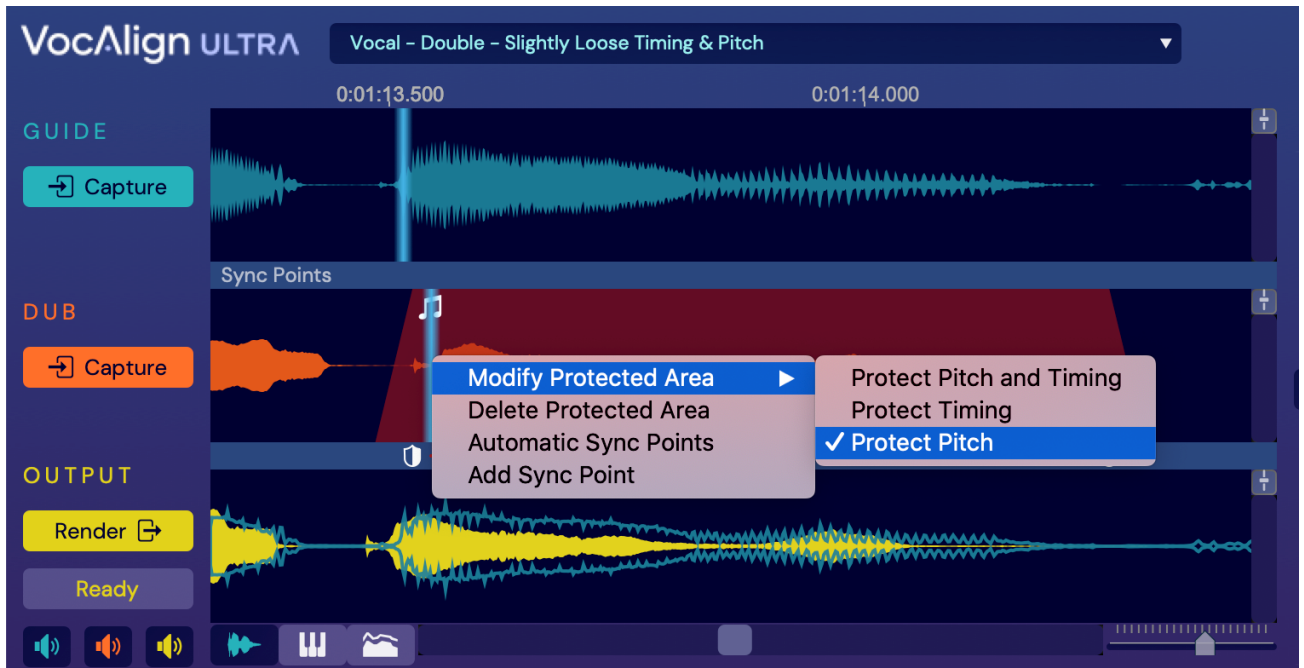 VocAlign ULTRA
Vocal - Double - Slightly Loose Timing & Pitch
0:01:13.500 0:01:14.000
GUIDE
Capture
Sync Points
DUB
Capture
Modify Protected Area
Delete Protected Area
Automatic Sync Points
Add Sync Point
Protect Pitch and Timing
Protect Timing
Protect Pitch
OUTPUT
Render
Ready